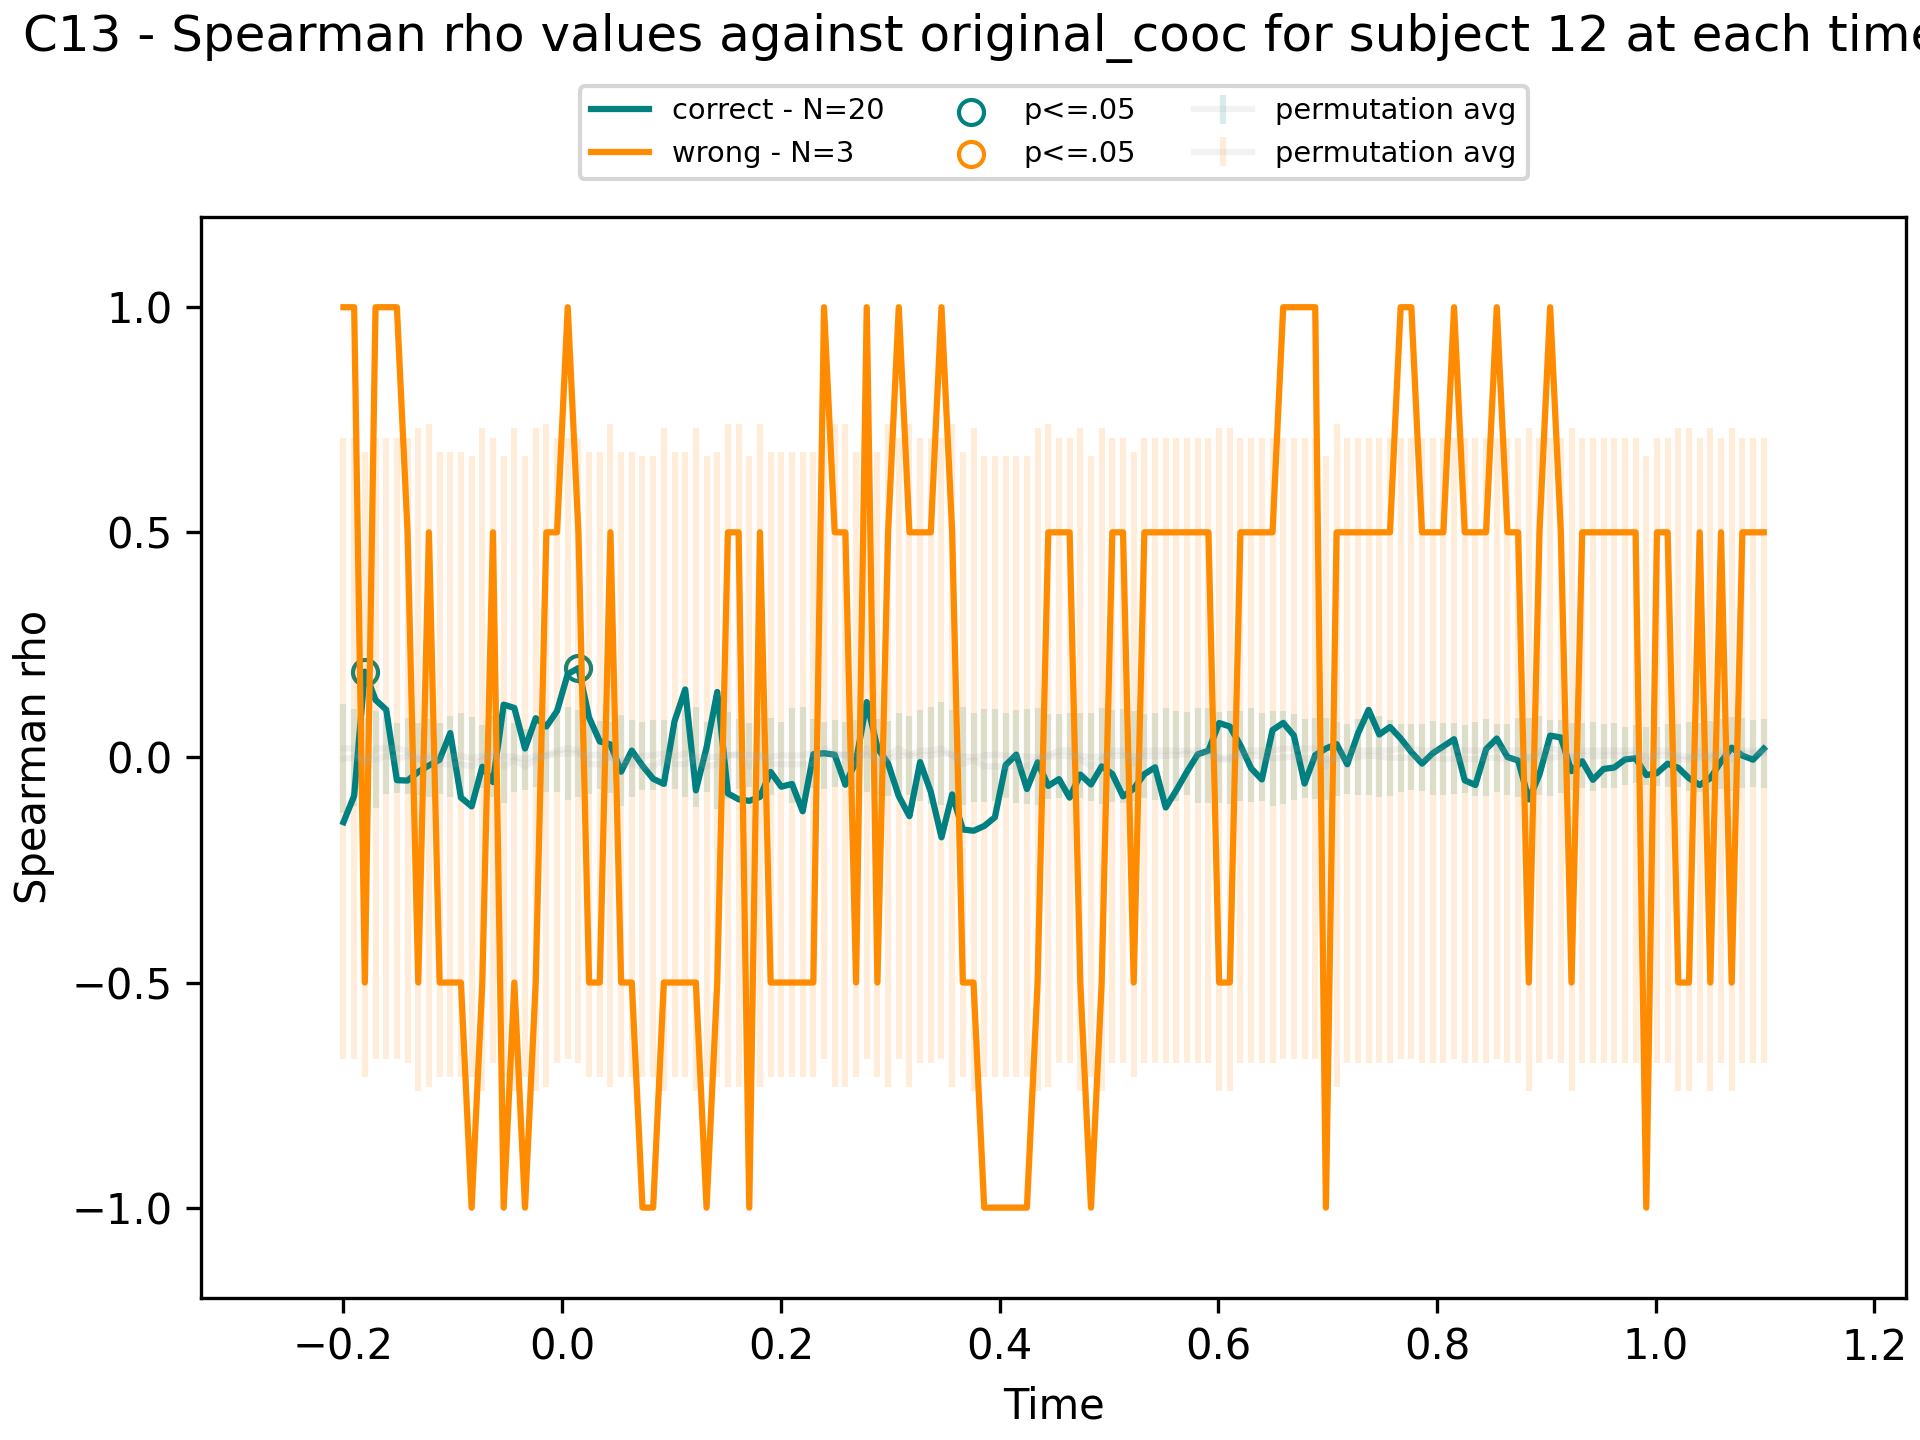 C13 - Spearman rho values against original_cooc for subject 12 at each time
correct - N=20 p<=.05 permutation avg
wrong - N=3 p<=.05 permutation avg
1.0
0.5
0.0
−0.5
−1.0
Spearman rho
−0.2 0.0 0.2 0.4 0.6 0.8 1.0 1.2
Time